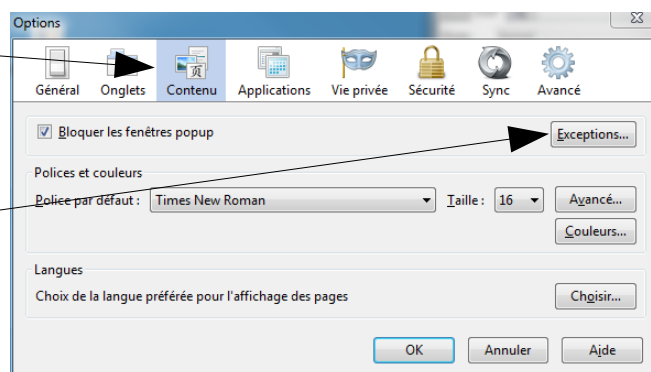 Options
Général Onglets Contenu Applications Vie privée Sécurité Sync Avancé
Bloquer les fenêtres popup Exceptions...
Polices et couleurs
Police par défaut : Times New Roman Taille : 16 Avancé...
Couleurs...
Langues
Choix de la langue préférée pour l'affichage des pages Choisir...
OK Annuler Aide